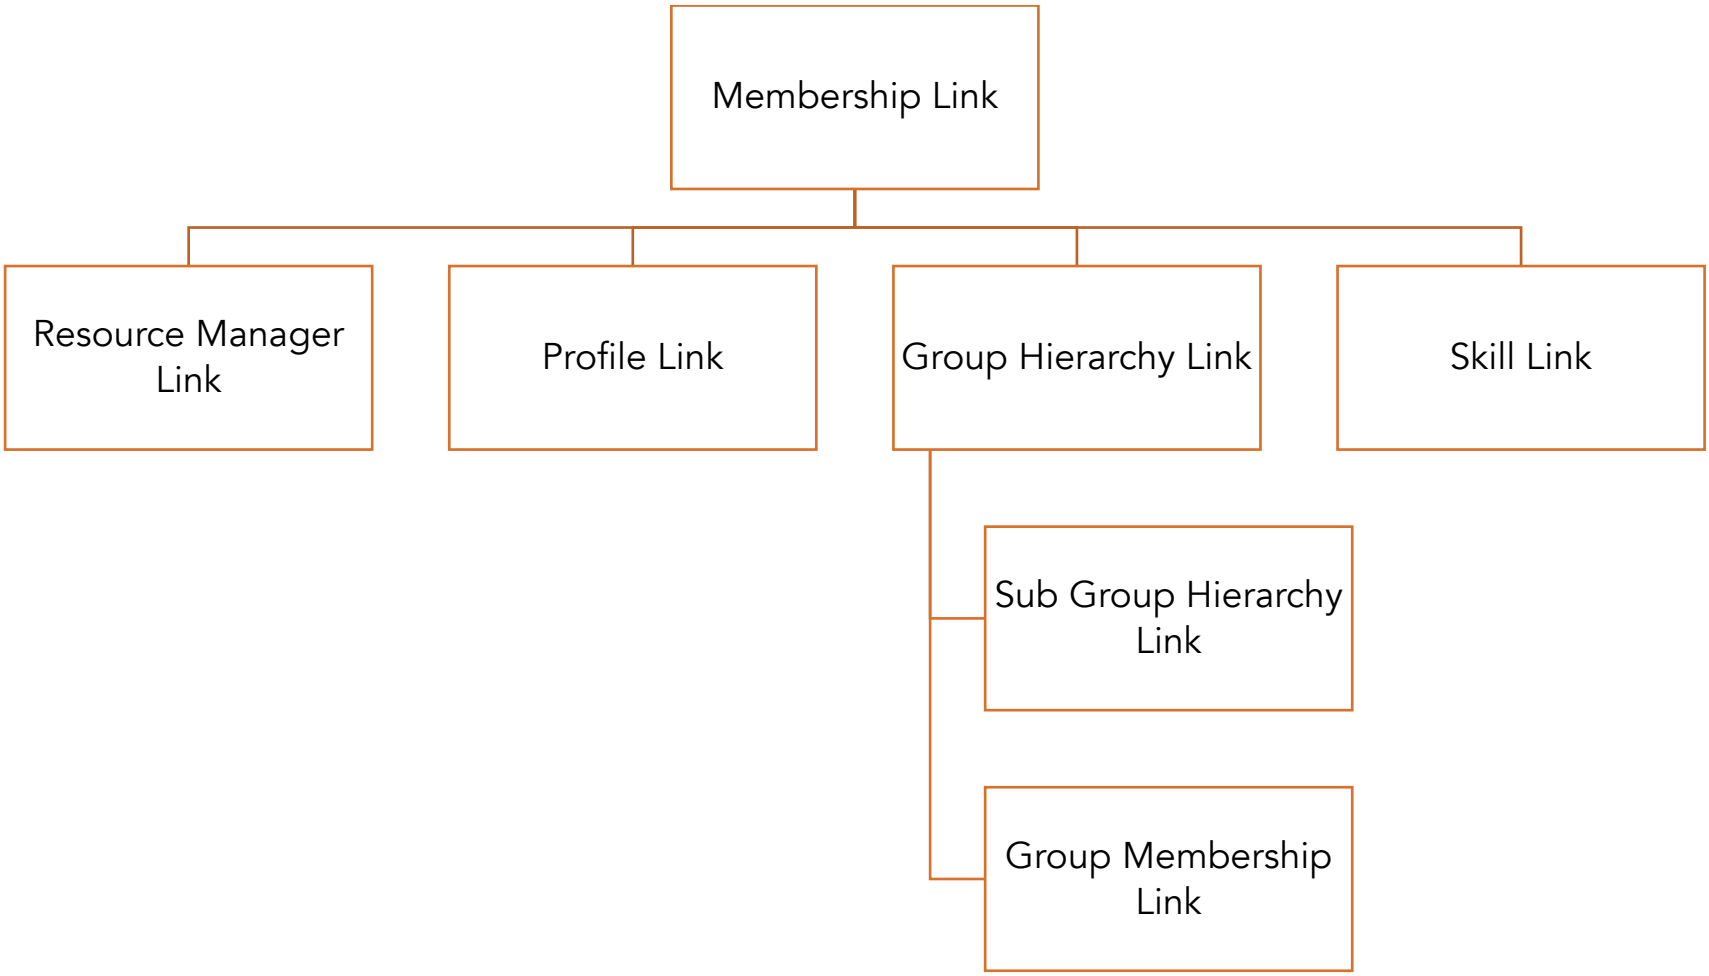 Membership Link
Resource Manager
Link
Profile Link
Group Hierarchy Link
Skill Link
Sub Group Hierarchy
Link
Group Membership
Link